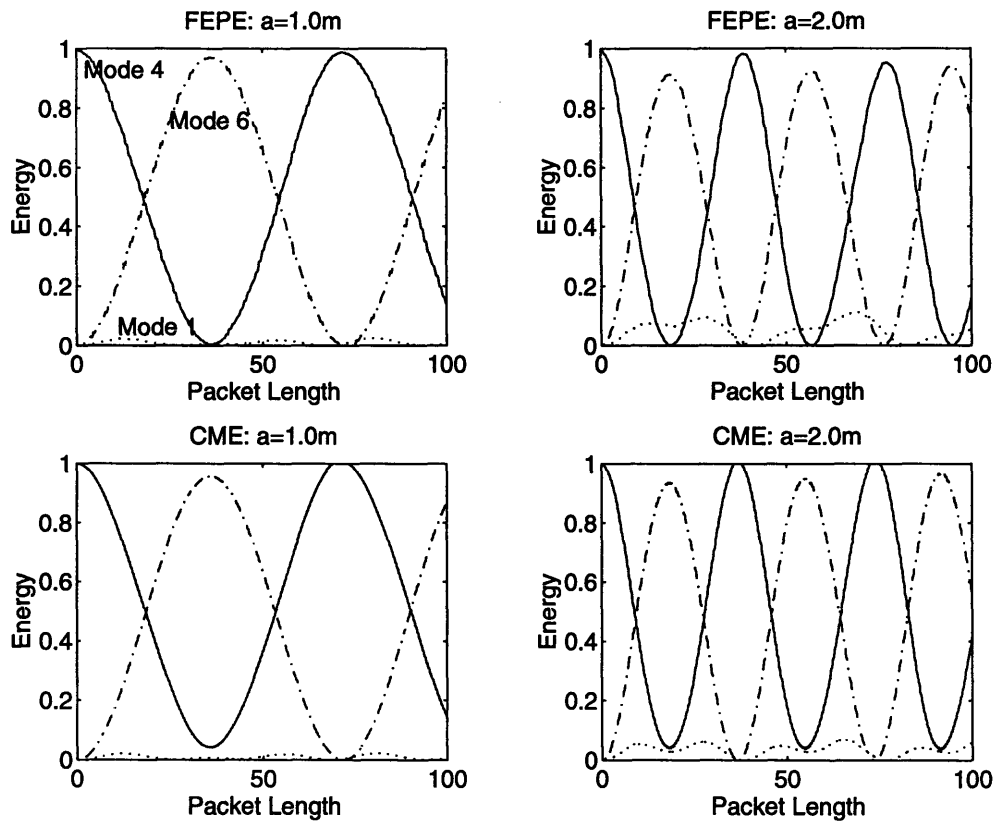 FEPE: a=1.0m
1
0.8
0.6
0.4
0.2
0
Energy
Mode 4
Mode 6
Mode 1
0
50
100
Packet Length
FEPE: a=2.0m
1
0.8
0.6
0.4
0.2
0
Energy
0
50
100
Packet Length
CME: a=1.0m
1
0.8
0.6
0.4
0.2
0
Energy
0
50
100
Packet Length
CME: a=2.0m
1
0.8
0.6
0.4
0.2
0
Energy
0
50
100
Packet Length